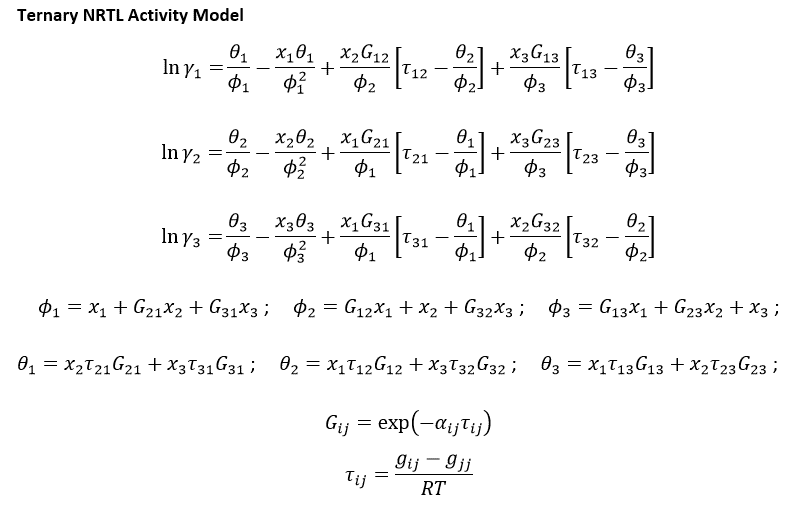 Ternary NRTL Activity Model
ln γ₁ = θ₁/ϕ₁ − x₁θ₁/ϕ₁² + x₂G₁₂/ϕ₂ [τ₁₂ − θ₂/ϕ₂] + x₃G₁₃/ϕ₃ [τ₁₃ − θ₃/ϕ₃]
ln γ₂ = θ₂/ϕ₂ − x₂θ₂/ϕ₂² + x₁G₂₁/ϕ₁ [τ₂₁ − θ₁/ϕ₁] + x₃G₂₃/ϕ₃ [τ₂₃ − θ₃/ϕ₃]
ln γ₃ = θ₃/ϕ₃ − x₃θ₃/ϕ₃² + x₁G₃₁/ϕ₁ [τ₃₁ − θ₁/ϕ₁] + x₂G₃₂/ϕ₂ [τ₃₂ − θ₂/ϕ₂]
ϕ₁ = x₁ + G₂₁x₂ + G₃₁x₃ ; ϕ₂ = G₁₂x₁ + x₂ + G₃₂x₃ ; ϕ₃ = G₁₃x₁ + G₂₃x₂ + x₃ ;
θ₁ = x₂τ₂₁G₂₁ + x₃τ₃₁G₃₁ ; θ₂ = x₁τ₁₂G₁₂ + x₃τ₃₂G₃₂ ; θ₃ = x₁τ₁₃G₁₃ + x₂τ₂₃G₂₃ ;
Gᵢⱼ = exp(−αᵢⱼτᵢⱼ)
τᵢⱼ = gᵢⱼ − gⱼⱼ / RT